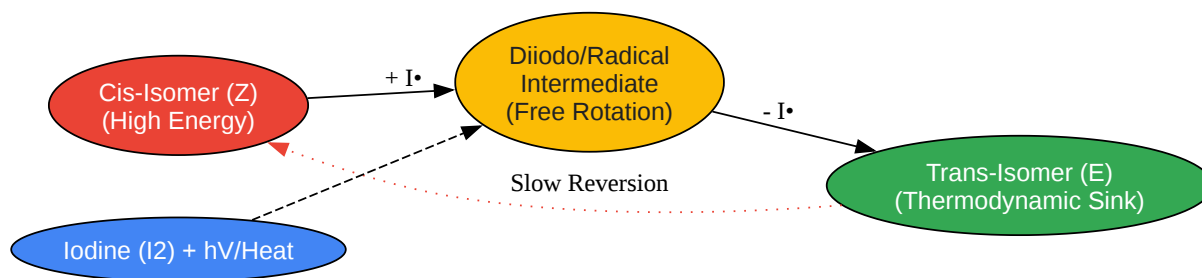 Cis-Isomer (Z)
(High Energy)
+ I•
Diiodo/Radical
Intermediate
(Free Rotation)
- I•
Trans-Isomer (E)
(Thermodynamic Sink)
Slow Reversion
Iodine (I2) + hV/Heat